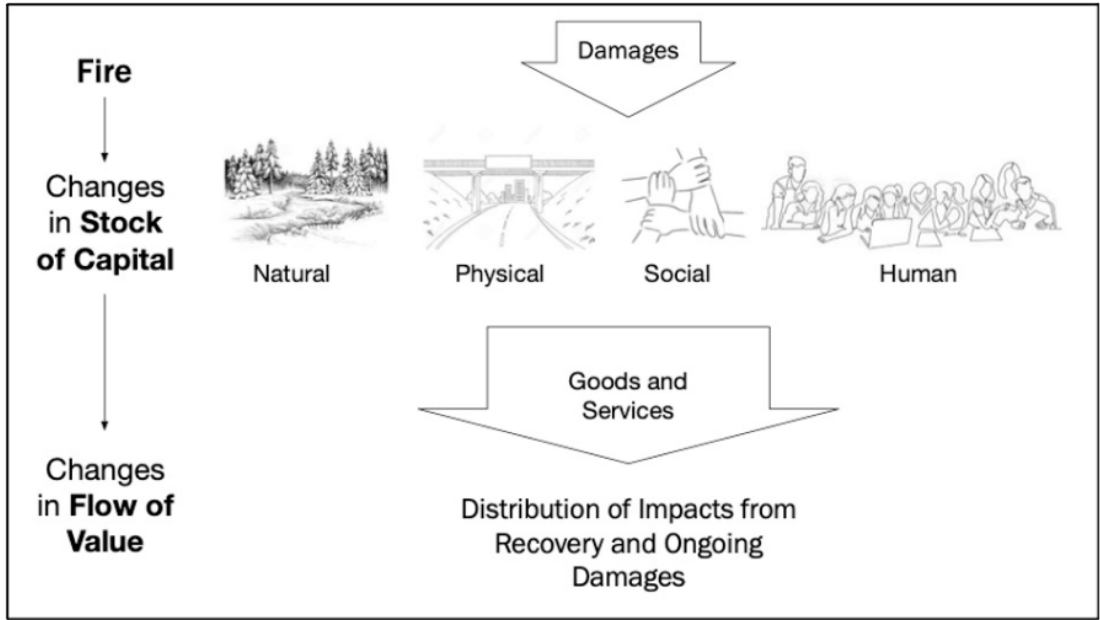 Fire
Damages
Changes
in Stock
of Capital
Natural
Physical
Social
Human
Goods and
Services
Changes
in Flow of
Value
Distribution of Impacts from
Recovery and Ongoing
Damages